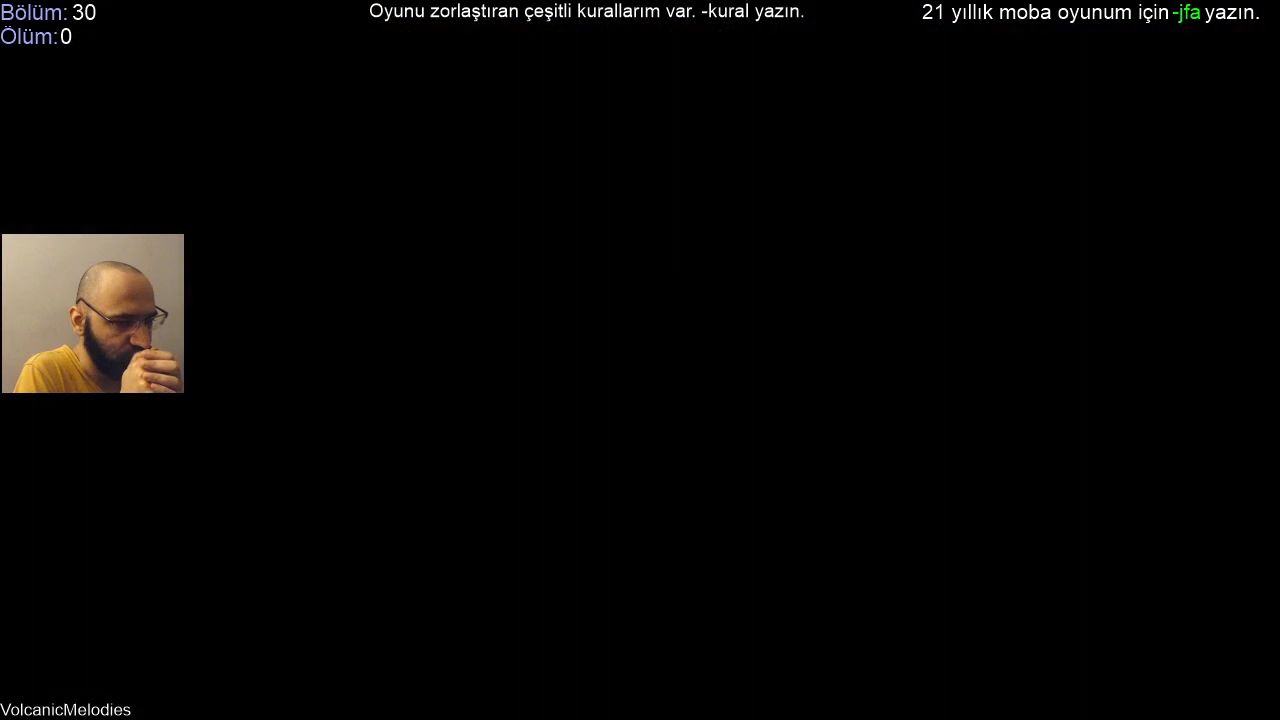 Bölüm: 30
Oyunu zorlaştıran çeşitli kurallarım var. -kural yazın.
21 yıllık moba oyunum için -jfa yazın.
Ölüm:0
VolcanicMelodies